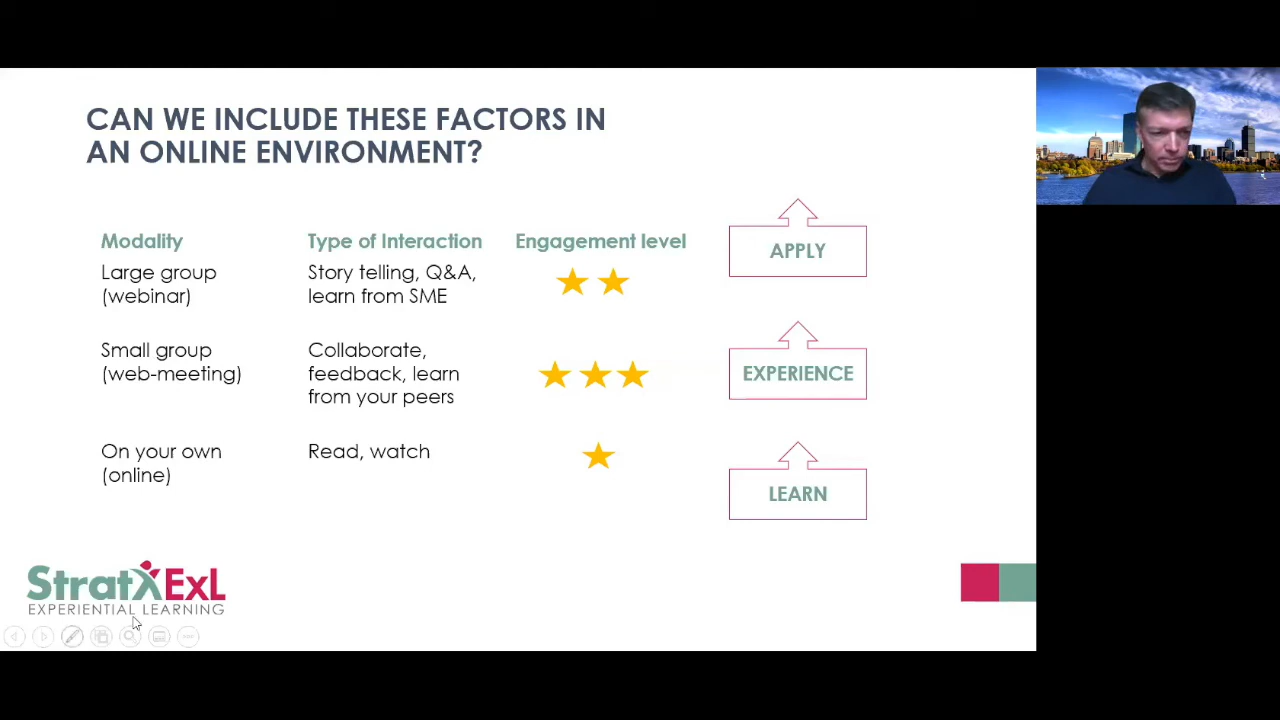 CAN WE INCLUDE THESE FACTORS IN
AN ONLINE ENVIRONMENT?
Modality
Type of Interaction
Engagement level
Large group
(webinar)
Story telling, Q&A,
learn from SME
Small group
(web-meeting)
Collaborate,
feedback, learn
from your peers
On your own
(online)
Read, watch
APPLY
EXPERIENCE
LEARN
StratXExL
EXPERIENTIAL LEARNING